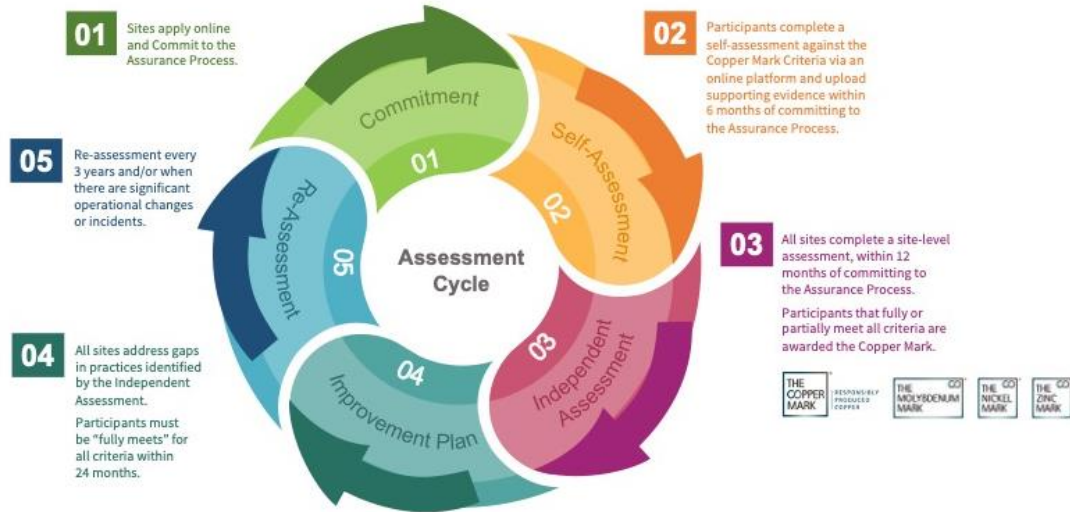 01
Sites apply online
and Commit to the
Assurance Process.
02
Participants complete a
self-assessment against the
Copper Mark Criteria via an
online platform and upload
supporting evidence within
6 months of committing to
the Assurance Process.
03
All sites complete a site-level
assessment, within 12
months of committing to
the Assurance Process.
Participants that fully or
partially meet all criteria are
awarded the Copper Mark.
THE
COPPER
MARK
RESPONSIBLY
PRODUCED
COPPER
THE CO
MOLYBDENUM
MARK
THE CO
NICKEL
MARK
THE CO
ZINC
MARK
04
All sites address gaps
in practices identified
by the Independent
Assessment.
Participants must
be "fully meets" for
all criteria within
24 months.
05
Re-assessment every
3 years and/or when
there are significant
operational changes
or incidents.
Assessment
Cycle
Commitment
01
Self-Assessment
02
Independent
Assessment
03
Improvement Plan
04
Re-Assessment
05